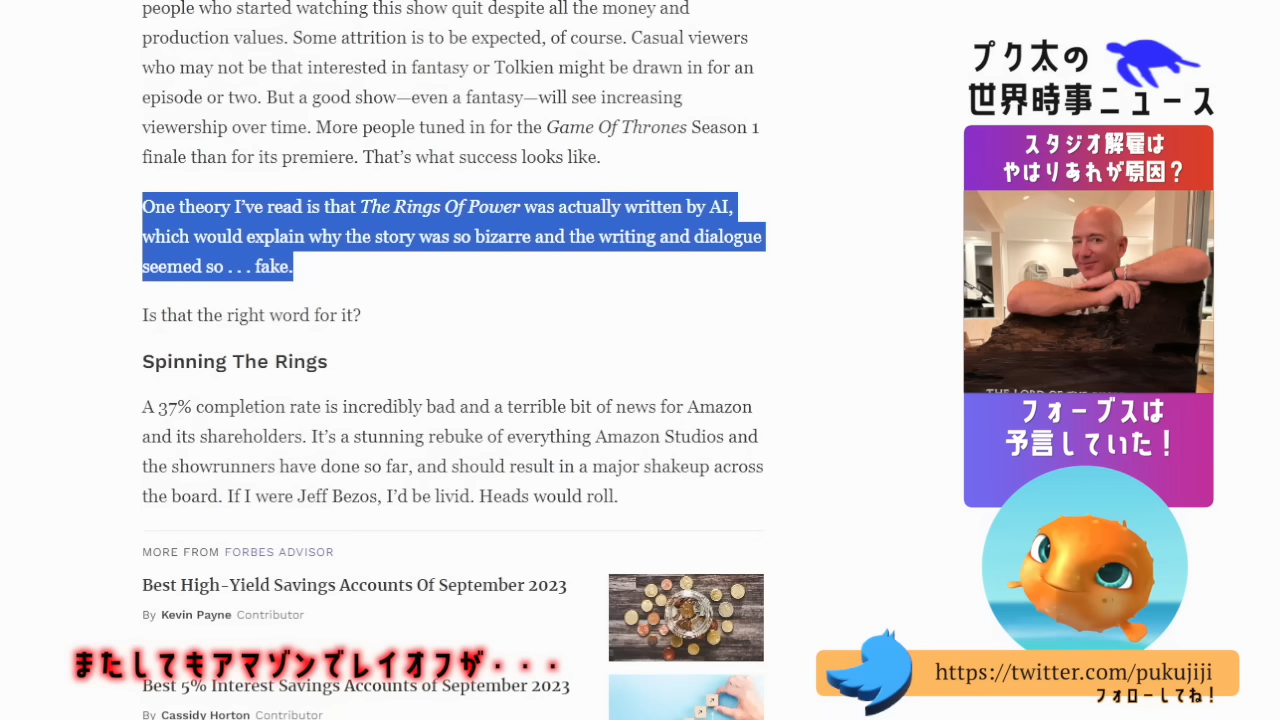 people who started watching this show quit despite all the money and
production values. Some attrition is to be expected, of course. Casual viewers
who may not be that interested in fantasy or Tolkien might be drawn in for an
episode or two. But a good show—even a fantasy—will see increasing
viewership over time. More people tuned in for the Game Of Thrones Season 1
finale than for its premiere. That's what success looks like.
One theory I've read is that The Rings Of Power was actually written by AI,
which would explain why the story was so bizarre and the writing and dialogue
seemed so . . . fake.
Is that the right word for it?
Spinning The Rings
A 37% completion rate is incredibly bad and a terrible bit of news for Amazon
and its shareholders. It's a stunning rebuke of everything Amazon Studios and
the showrunners have done so far, and should result in a major shakeup across
the board. If I were Jeff Bezos, I'd be livid. Heads would roll.
MORE FROM FORBES ADVISOR
Best High-Yield Savings Accounts Of September 2023
By Kevin Payne Contributor
またしてもアマゾンでレイオフが・・・
Best 5% Interest Savings Accounts of September 2023
By Cassidy Horton Contributor
プク太の
世界時事ニュース
スタジオ解雇は
やはりあれが原因?
THE LORD OF THE
フォーブスは
予言していた!
https://twitter.com/pukujiji
フォローしてね!